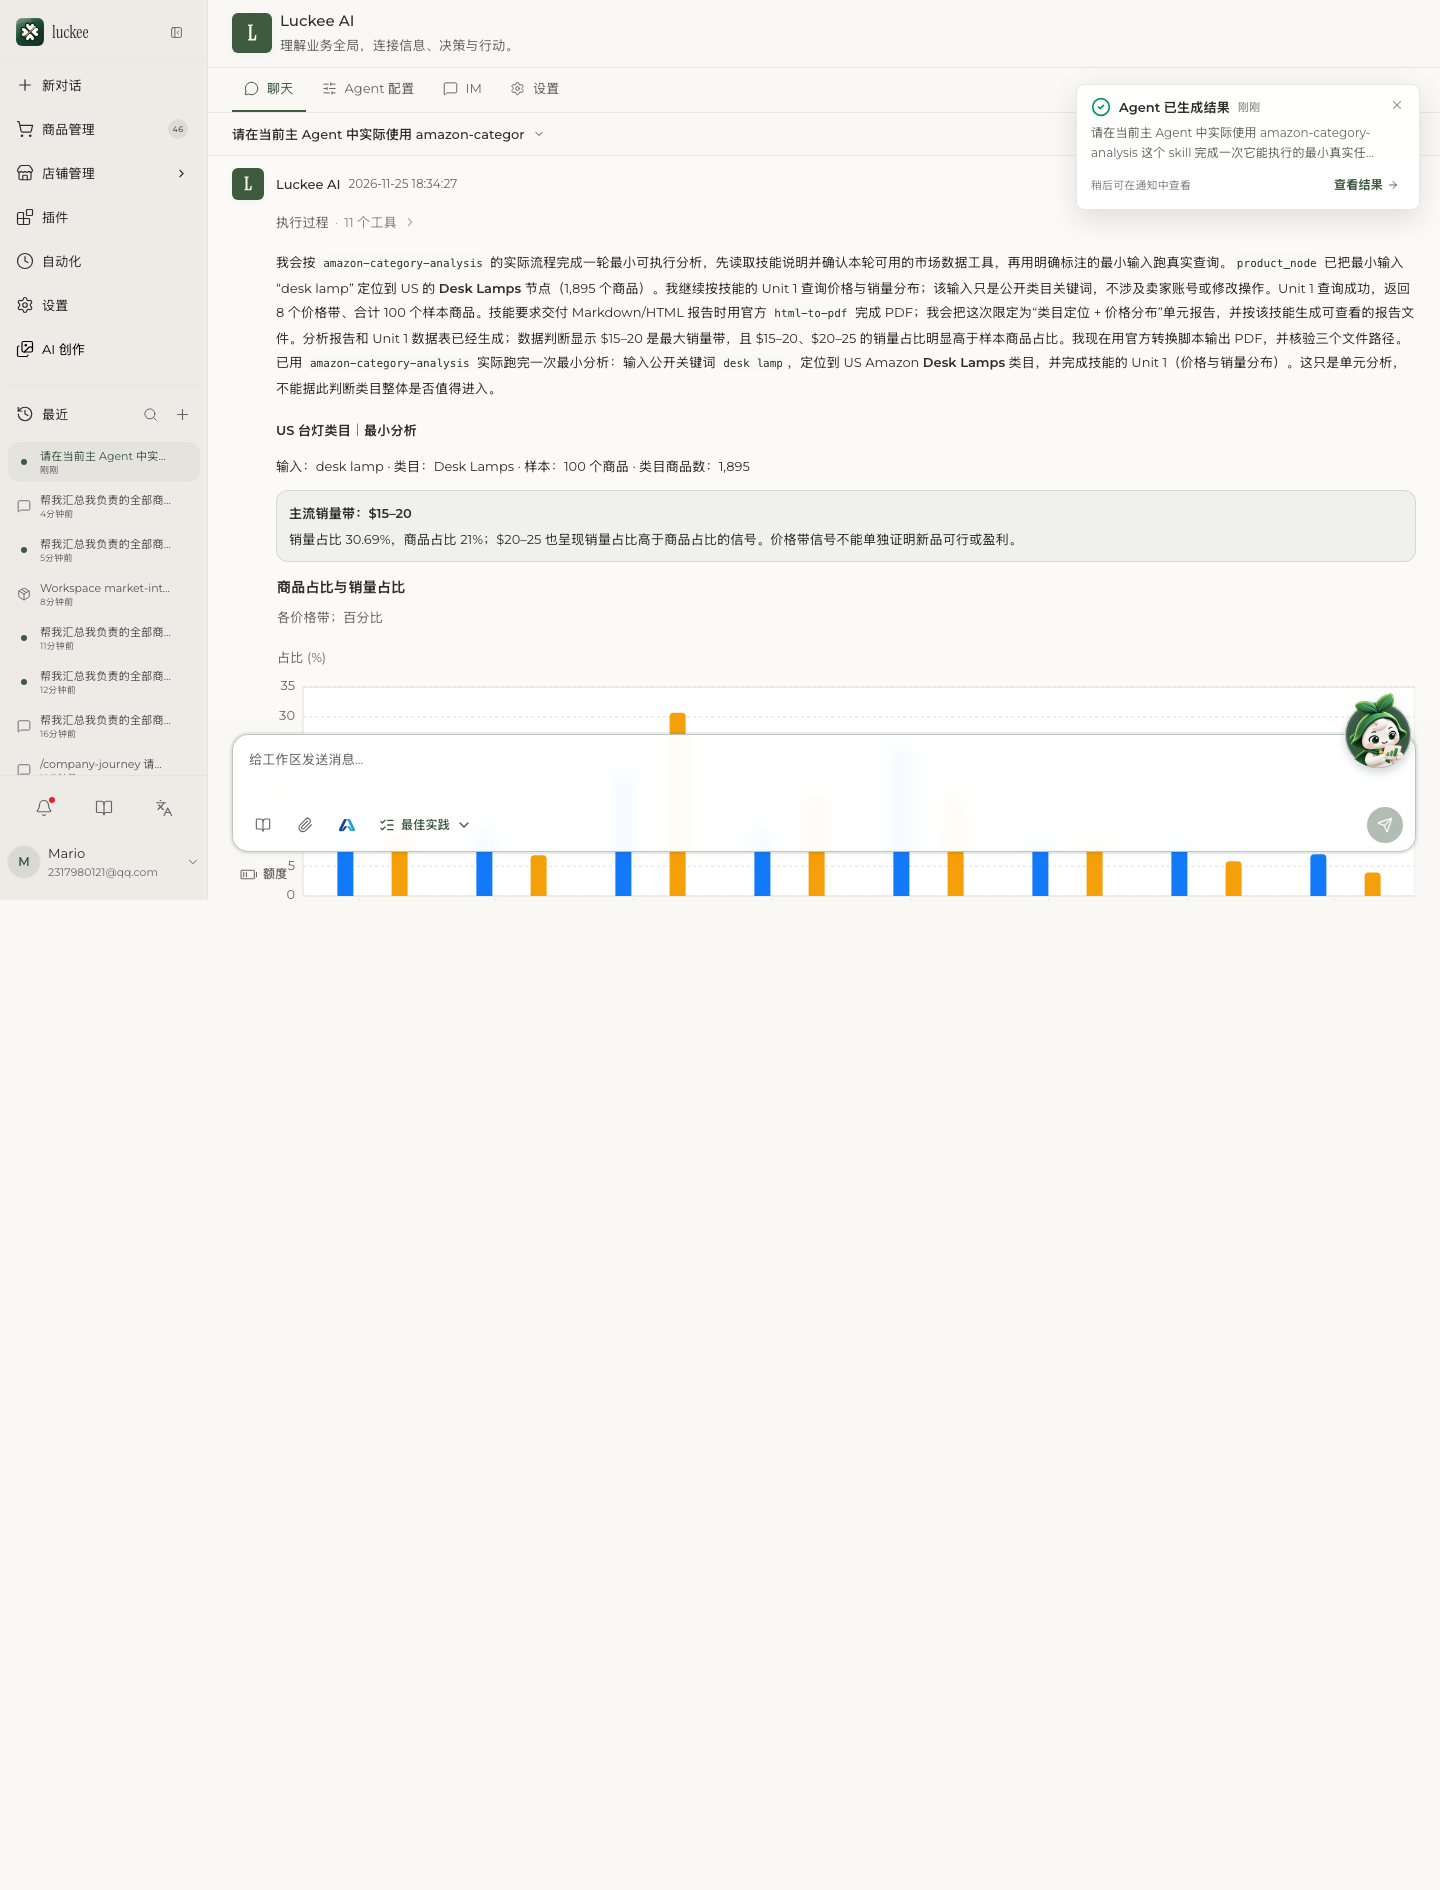 luckee
新对话
商品管理 46
店铺管理
插件
自动化
设置
AI 创作
最近
请在当前主 Agent 中实...
刚刚
帮我汇总我负责的全部商...
4分钟前
帮我汇总我负责的全部商...
5分钟前
Workspace market-int...
8分钟前
帮我汇总我负责的全部商...
11分钟前
帮我汇总我负责的全部商...
12分钟前
帮我汇总我负责的全部商...
16分钟前
/company-journey 请...
M
Mario
2317980121@qq.com
L
Luckee AI
理解业务全局，连接信息、决策与行动。
聊天 Agent 配置 IM 设置
请在当前主 Agent 中实际使用 amazon-categor
Agent 已生成结果 刚刚
请在当前主 Agent 中实际使用 amazon-category-
analysis 这个 skill 完成一次它能执行的最小真实任...
稍后可在通知中查看 查看结果
L
Luckee AI 2026-11-25 18:34:27
执行过程 · 11 个工具
我会按 amazon-category-analysis 的实际流程完成一轮最小可执行分析，先读取技能说明并确认本轮可用的市场数据工具，再用明确标注的最小输入跑真实查询。 product_node 已把最小输入
“desk lamp” 定位到 US 的 Desk Lamps 节点（1,895 个商品）。我继续按技能的 Unit 1 查询价格与销量分布；该输入只是公开类目关键词，不涉及卖家账号或修改操作。Unit 1 查询成功，返回
8 个价格带、合计 100 个样本商品。技能要求交付 Markdown/HTML 报告时用官方 html-to-pdf 完成 PDF；我会把这次限定为“类目定位 + 价格分布”单元报告，并按该技能生成可查看的报告文
件。分析报告和 Unit 1 数据表已经生成；数据判断显示 $15–20 是最大销量带，且 $15–20、$20–25 的销量占比明显高于样本商品占比。我现在用官方转换脚本输出 PDF，并核验三个文件路径。
已用 amazon-category-analysis 实际跑完一次最小分析：输入公开关键词 desk lamp ，定位到 US Amazon Desk Lamps 类目，并完成技能的 Unit 1（价格与销量分布）。这只是单元分析，
不能据此判断类目整体是否值得进入。
US 台灯类目｜最小分析
输入：desk lamp · 类目：Desk Lamps · 样本：100 个商品 · 类目商品数：1,895
主流销量带：$15–20
销量占比 30.69%，商品占比 21%；$20–25 也呈现销量占比高于商品占比的信号。价格带信号不能单独证明新品可行或盈利。
商品占比与销量占比
各价格带；百分比
占比 (%)
35
30
给工作区发送消息...
最佳实践
5
额度
0